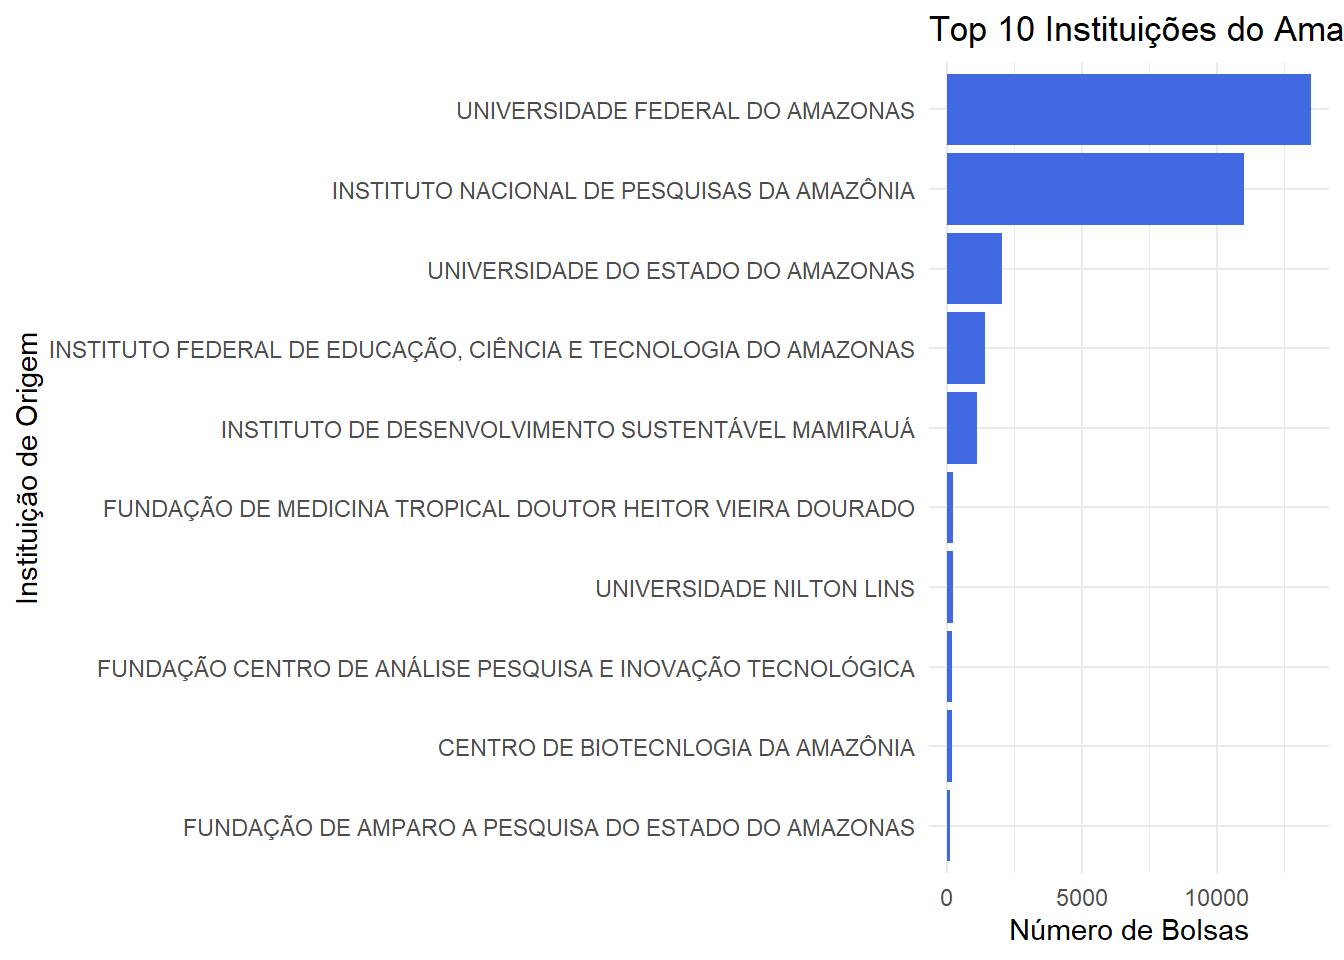 Top 10 Instituições do Ama
UNIVERSIDADE FEDERAL DO AMAZONAS
INSTITUTO NACIONAL DE PESQUISAS DA AMAZÔNIA
UNIVERSIDADE DO ESTADO DO AMAZONAS
INSTITUTO FEDERAL DE EDUCAÇÃO, CIÊNCIA E TECNOLOGIA DO AMAZONAS
INSTITUTO DE DESENVOLVIMENTO SUSTENTÁVEL MAMIRAUÁ
FUNDAÇÃO DE MEDICINA TROPICAL DOUTOR HEITOR VIEIRA DOURADO
UNIVERSIDADE NILTON LINS
FUNDAÇÃO CENTRO DE ANÁLISE PESQUISA E INOVAÇÃO TECNOLÓGICA
CENTRO DE BIOTECNLOGIA DA AMAZÔNIA
FUNDAÇÃO DE AMPARO A PESQUISA DO ESTADO DO AMAZONAS
Instituição de Origem
0 5000 10000
Número de Bolsas